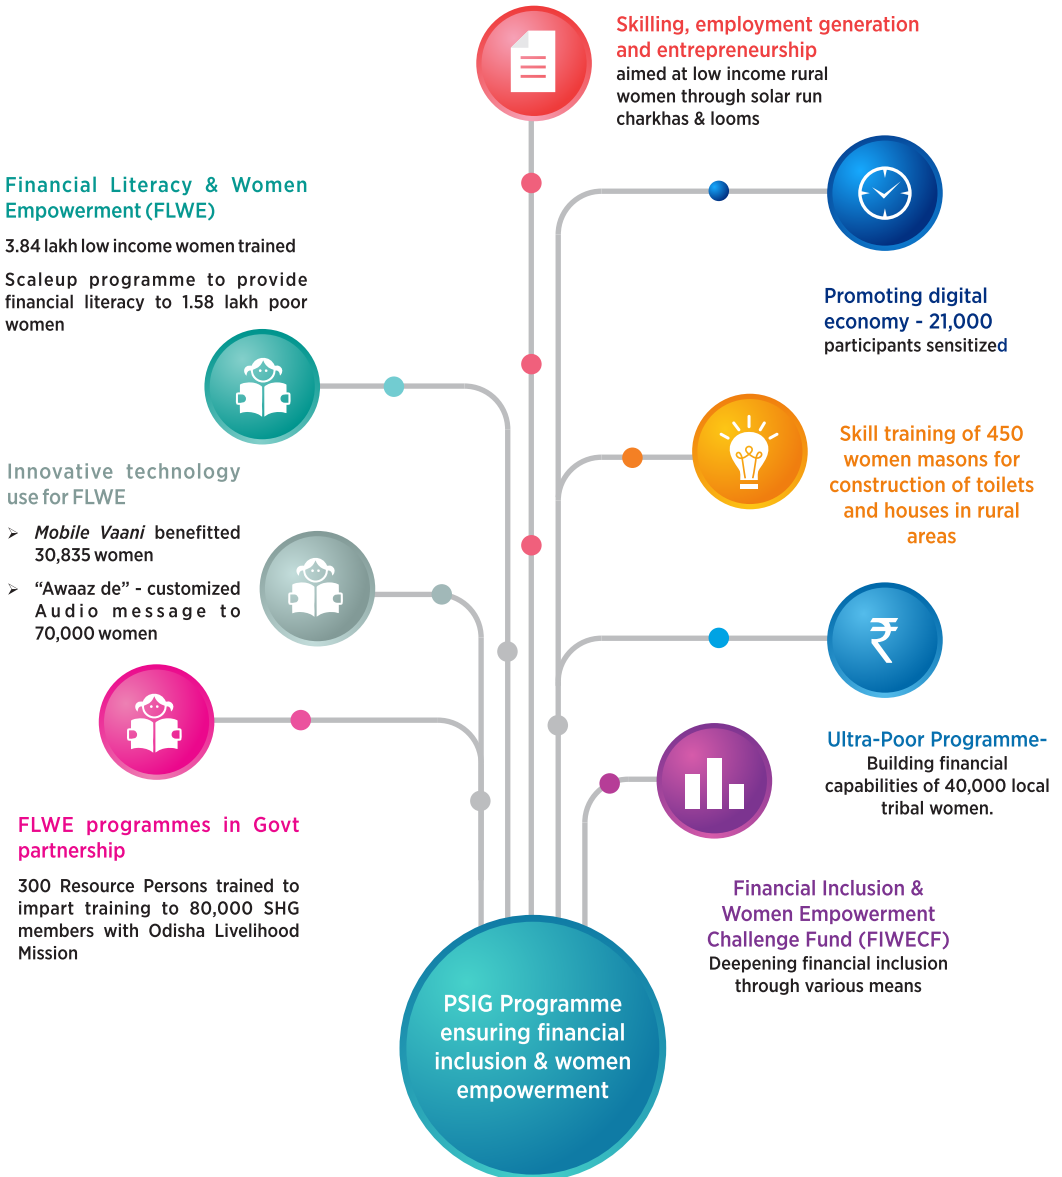 Skilling, employment generation
and entrepreneurship
aimed at low income rural
women through solar run
charkhas & looms
Financial Literacy & Women
Empowerment (FLWE)
3.84 lakh low income women trained
Scaleup programme to provide
financial literacy to 1.58 lakh poor
women
Promoting digital
economy - 21,000
participants sensitized
Skill training of 450
women masons for
construction of toilets
and houses in rural
areas
Innovative technology
use for FLWE
➢ Mobile Vaani benefitted
30,835 women
➢ “Awaaz de” - customized
Audio message to
70,000 women
₹
Ultra-Poor Programme-
Building financial
capabilities of 40,000 local
tribal women.
FLWE programmes in Govt
partnership
300 Resource Persons trained to
impart training to 80,000 SHG
members with Odisha Livelihood
Mission
Financial Inclusion &
Women Empowerment
Challenge Fund (FIWECF)
Deepening financial inclusion
through various means
PSIG Programme
ensuring financial
inclusion & women
empowerment